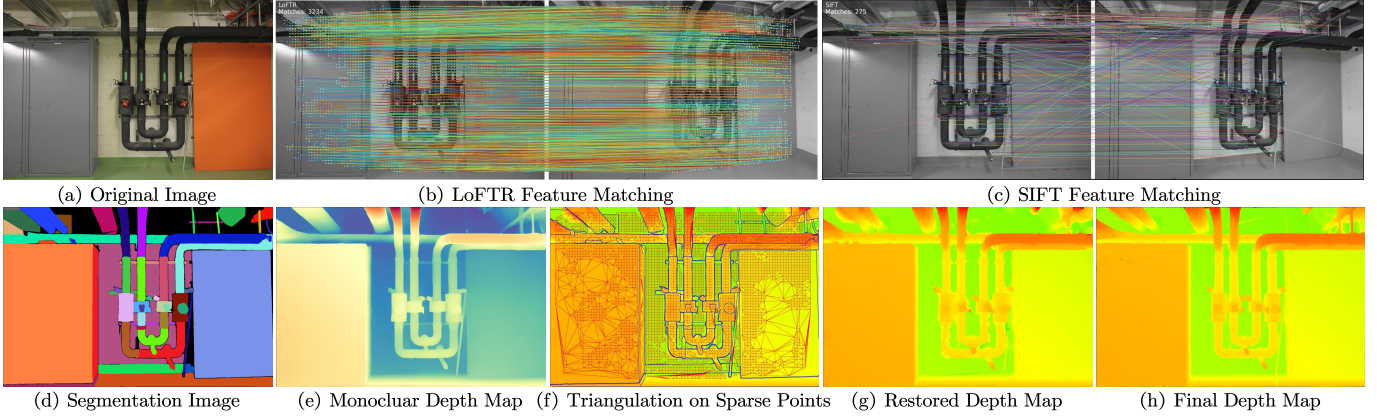 LoFTR
Matches: 3234
SIFT
Matches: 275
(a) Original Image
(b) LoFTR Feature Matching
(c) SIFT Feature Matching
(d) Segmentation Image
(e) Monocluar Depth Map
(f) Triangulation on Sparse Points
(g) Restored Depth Map
(h) Final Depth Map